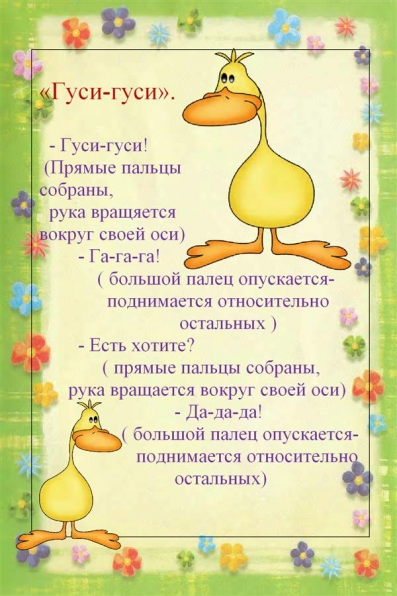 «Гуси-гуси».
- Гуси-гуси!
(Прямые пальцы
собраны,
рука вращяется
вокруг своей оси)
- Га-га-га!
( большой палец опускается-
поднимается относительно
остальных )
- Есть хотите?
( прямые пальцы собраны,
рука вращается вокруг своей оси)
- Да-да-да!
( большой палец опускается-
поднимается относительно
остальных)